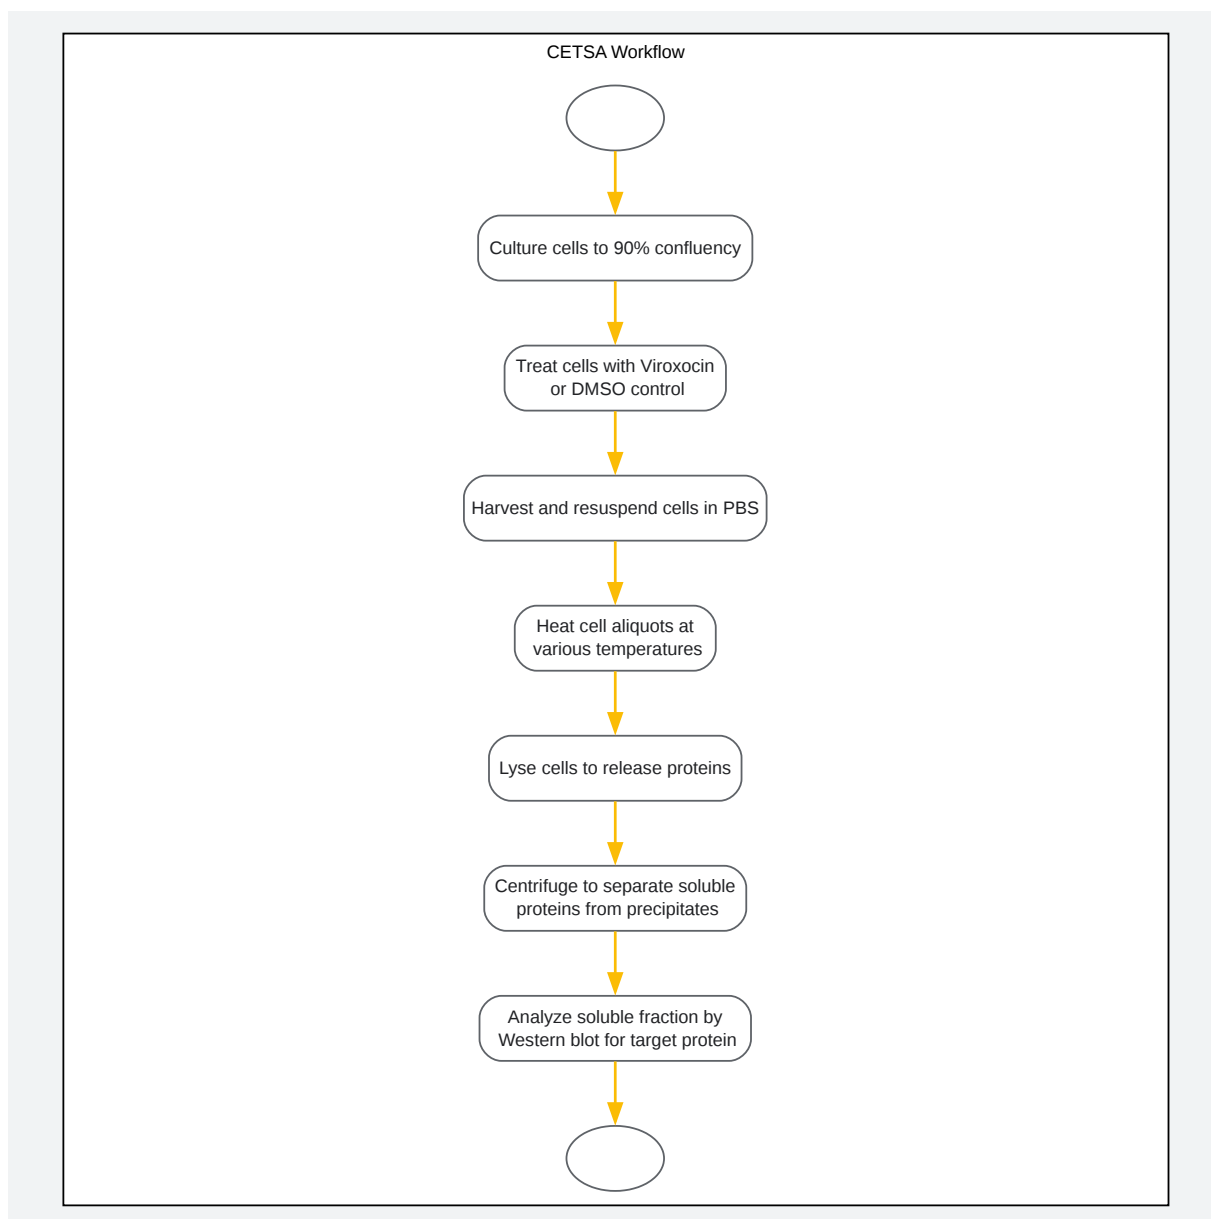 CETSA Workflow
Culture cells to 90% confluency
Treat cells with Viroxocin
or DMSO control
Harvest and resuspend cells in PBS
Heat cell aliquots at
various temperatures
Lyse cells to release proteins
Centrifuge to separate soluble
proteins from precipitates
Analyze soluble fraction by
Western blot for target protein